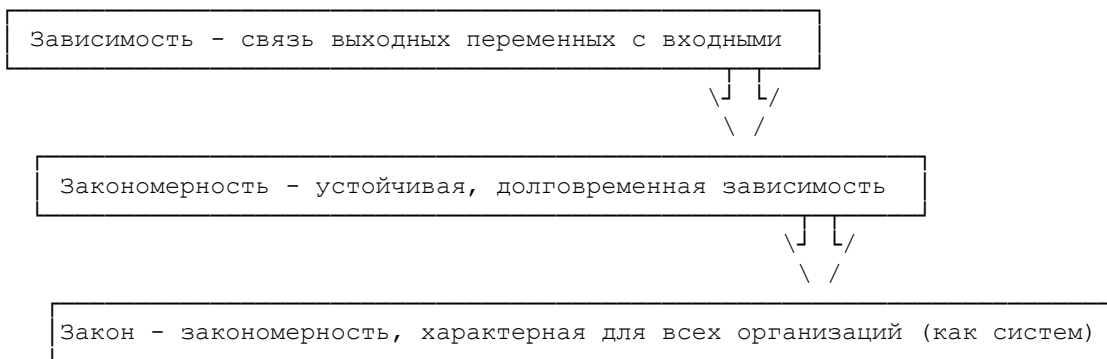 Зависимость - связь выходных переменных с входными
Закономерность - устойчивая, долговременная зависимость
Закон - закономерность, характерная для всех организаций (как систем)